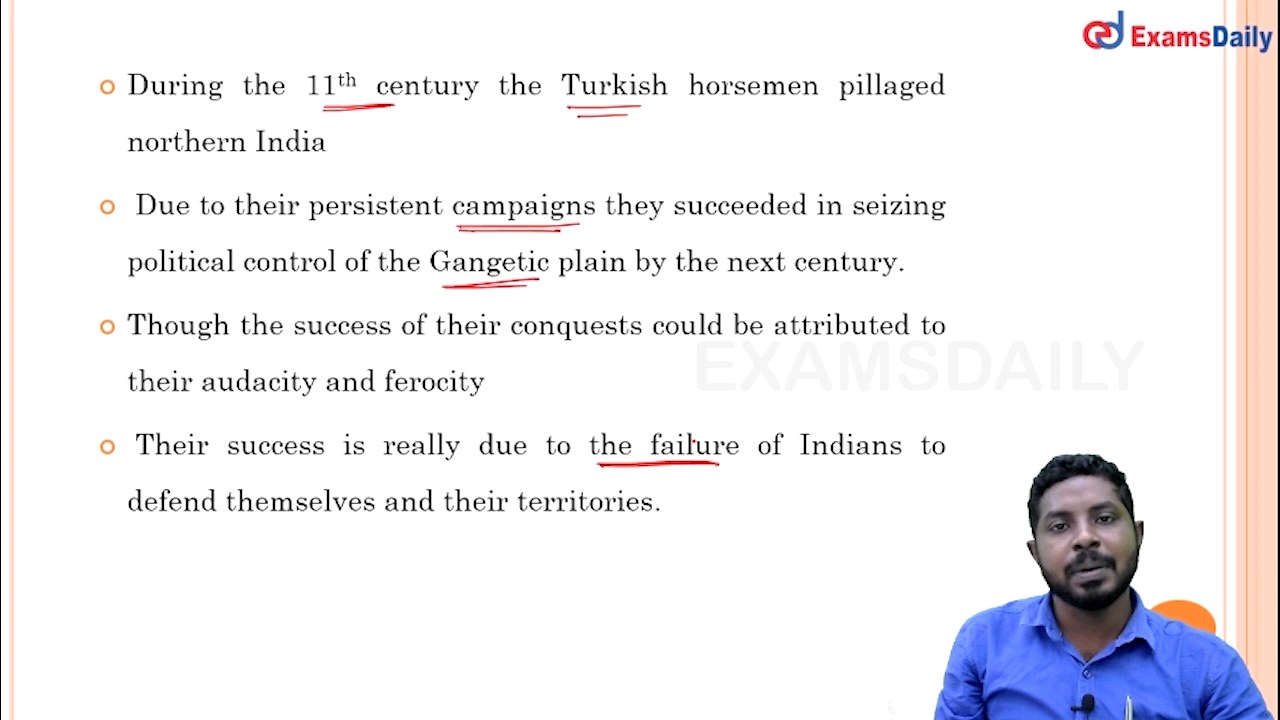 ExamsDaily
During the 11th century the Turkish horsemen pillaged
northern India
Due to their persistent campaigns they succeeded in seizing
political control of the Gangetic plain by the next century.
Though the success of their conquests could be attributed to
EXAMSDAILY
their audacity and ferocity
Their success is really due to the failure of Indians to
defend themselves and their territories.